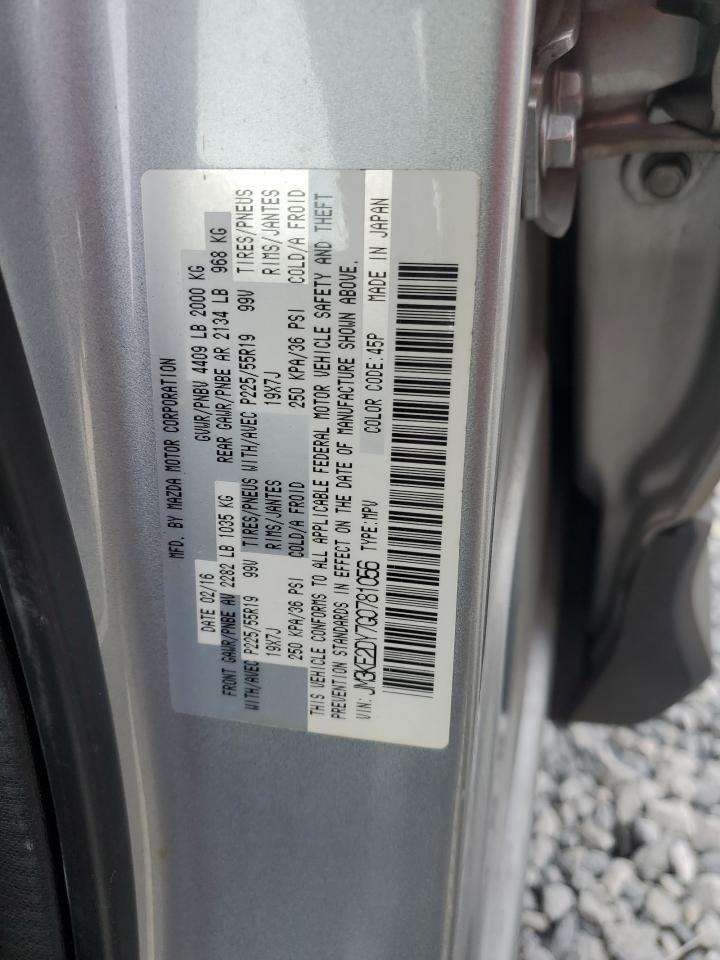 MFD. BY MAZDA MOTOR CORPORATION
DATE 02/16 GVWR/PNBV 4409 LB 2000 KG
FRONT GAWR/PNBE AV 2282 LB 1035 KG REAR GAWR/PNBE AR 2134 LB 968 KG
WITH/AVEC P225/55R19 99V TIRES/PNEUS WITH/AVEC P225/55R19 99V TIRES/PNEUS
19X7J RIMS/JANTES 19X7J RIMS/JANTES
250 KPA/36 PSI COLD/A FROID 250 KPA/36 PSI COLD/A FROID
THIS VEHICLE CONFORMS TO ALL APPLICABLE FEDERAL MOTOR VEHICLE SAFETY AND THEFT
PREVENTION STANDARDS IN EFFECT ON THE DATE OF MANUFACTURE SHOWN ABOVE.
VIN: JM3KE2DY7G0781056 TYPE:MPV COLOR CODE:45P MADE IN JAPAN